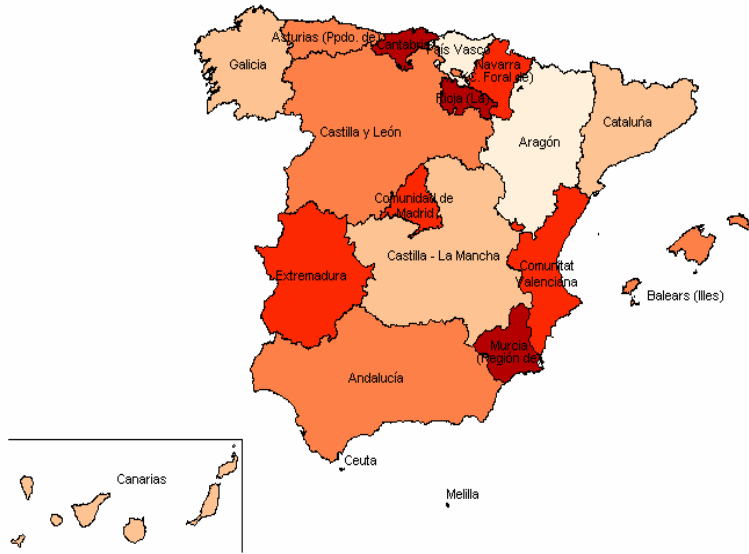 Asturias (Ppdo. de)
Cantabria
País Vasco
Galicia
Navarra
(C. Foral de)
Rioja (La)
Cataluña
Castilla y León
Aragón
Comunidad de
Madrid
Castilla - La Mancha
Extremadura
Comunitat
Valenciana
Balears (Illes)
Murcia
(Región de)
Andalucía
Ceuta
Canarias
Melilla